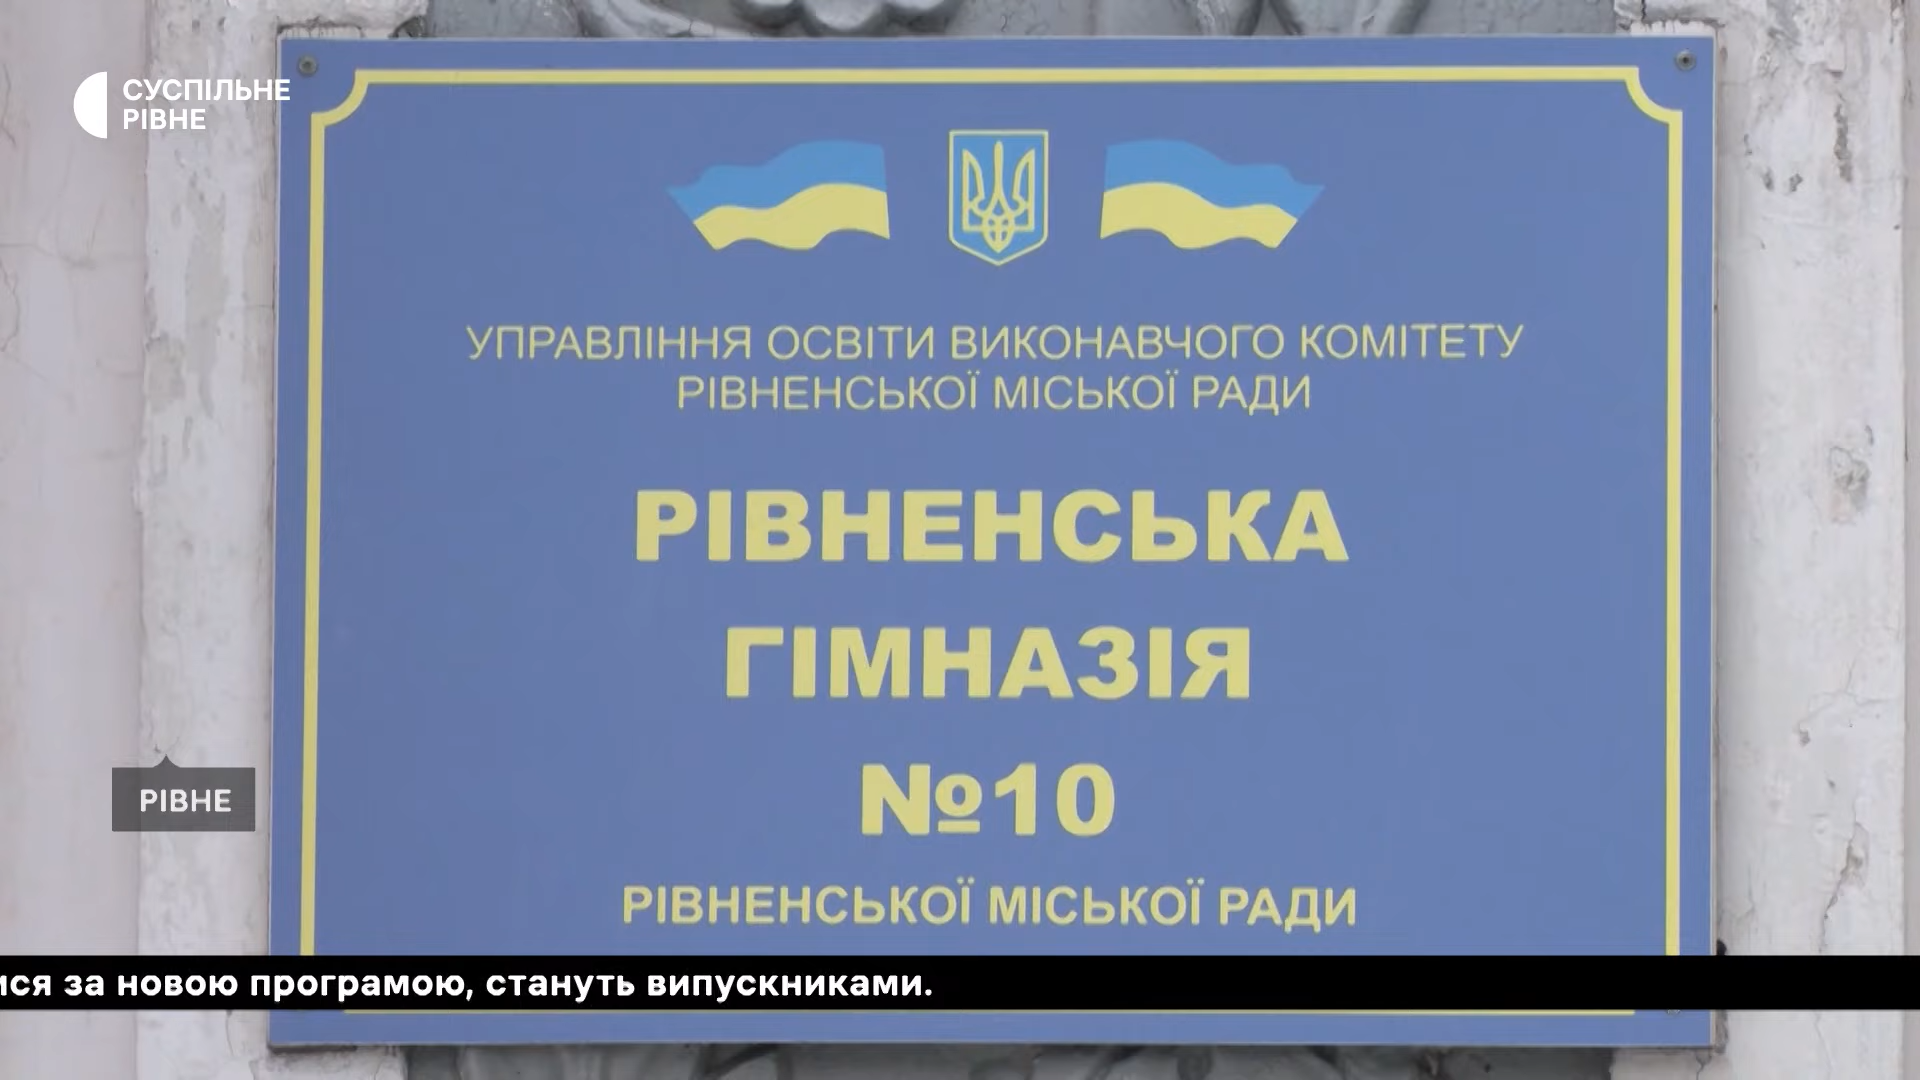 СУСПІЛЬНЕ
РІВНЕ
УПРАВЛІННЯ ОСВІТИ ВИКОНАВЧОГО КОМІТЕТУ
РІВНЕНСЬКОЇ МІСЬКОЇ РАДИ
РІВНЕНСЬКА
ГІМНАЗІЯ
№10
РІВНЕНСЬКОЇ МІСЬКОЇ РАДИ
РІВНЕ
за новою програмою, стануть випускниками.